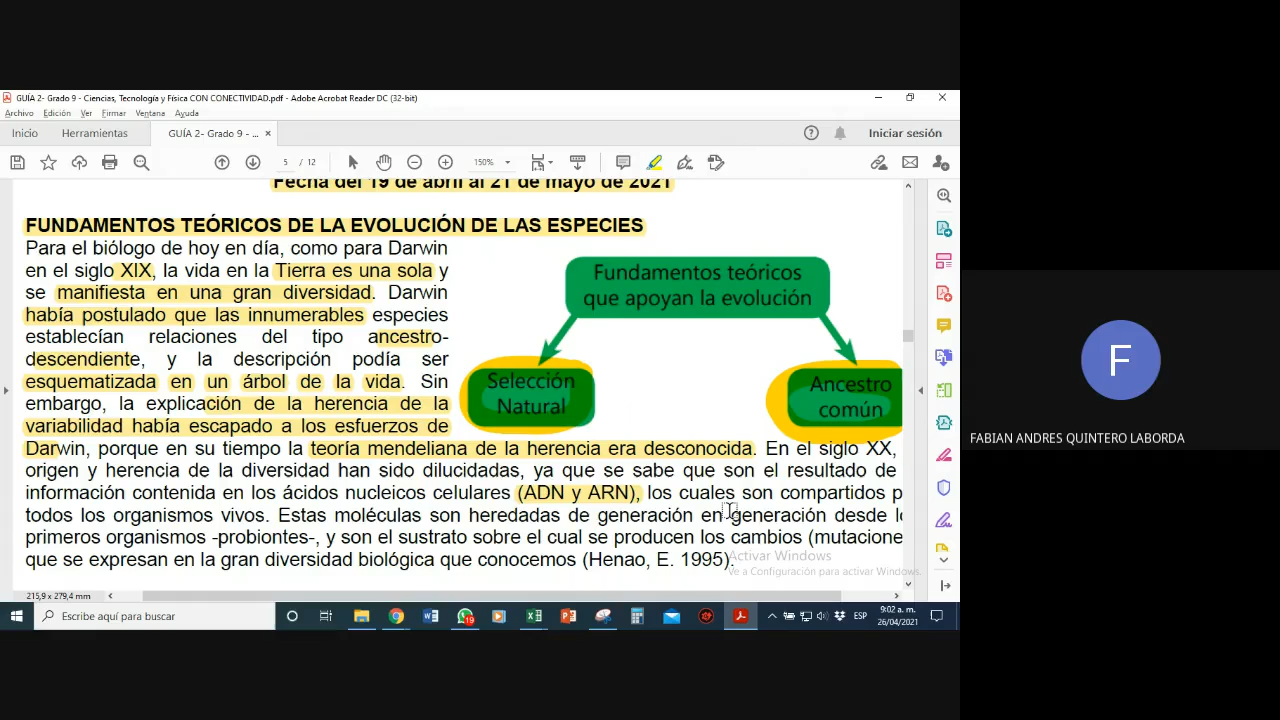 GUÍA 2- Grado 9 - Ciencias, Tecnología y Física CON CONECTIVIDAD.pdf - Adobe Acrobat Reader DC (32-bit)
Archivo Edición Ver Firmar Ventana Ayuda
Inicio Herramientas GUÍA 2- Grado 9 - ... × Iniciar sesión
5 / 12 150%
Fecha del 19 de abril al 21 de mayo de 2021
FUNDAMENTOS TEÓRICOS DE LA EVOLUCIÓN DE LAS ESPECIES
Para el biólogo de hoy en día, como para Darwin
en el siglo XIX, la vida en la Tierra es una sola y
se manifiesta en una gran diversidad. Darwin
había postulado que las innumerables especies
establecían relaciones del tipo ancestro-
descendiente, y la descripción podía ser
esquematizada en un árbol de la vida. Sin
embargo, la explicación de la herencia de la
variabilidad había escapado a los esfuerzos de
Darwin, porque en su tiempo la teoría mendeliana de la herencia era desconocida. En el siglo XX,
origen y herencia de la diversidad han sido dilucidadas, ya que se sabe que son el resultado de
información contenida en los ácidos nucleicos celulares (ADN y ARN), los cuales son compartidos p
todos los organismos vivos. Estas moléculas son heredadas de generación en generación desde l
primeros organismos -probiontes-, y son el sustrato sobre el cual se producen los cambios (mutacione
que se expresan en la gran diversidad biológica que conocemos (Henao, E. 1995).
Fundamentos teóricos
que apoyan la evolución
Selección
Natural
Ancestro
común
Activar Windows
Ve a Configuración para activar Windows.
215,9 x 279,4 mm
Escribe aquí para buscar
19
ESP
9:02 a. m.
26/04/2021
F
FABIAN ANDRES QUINTERO LABORDA